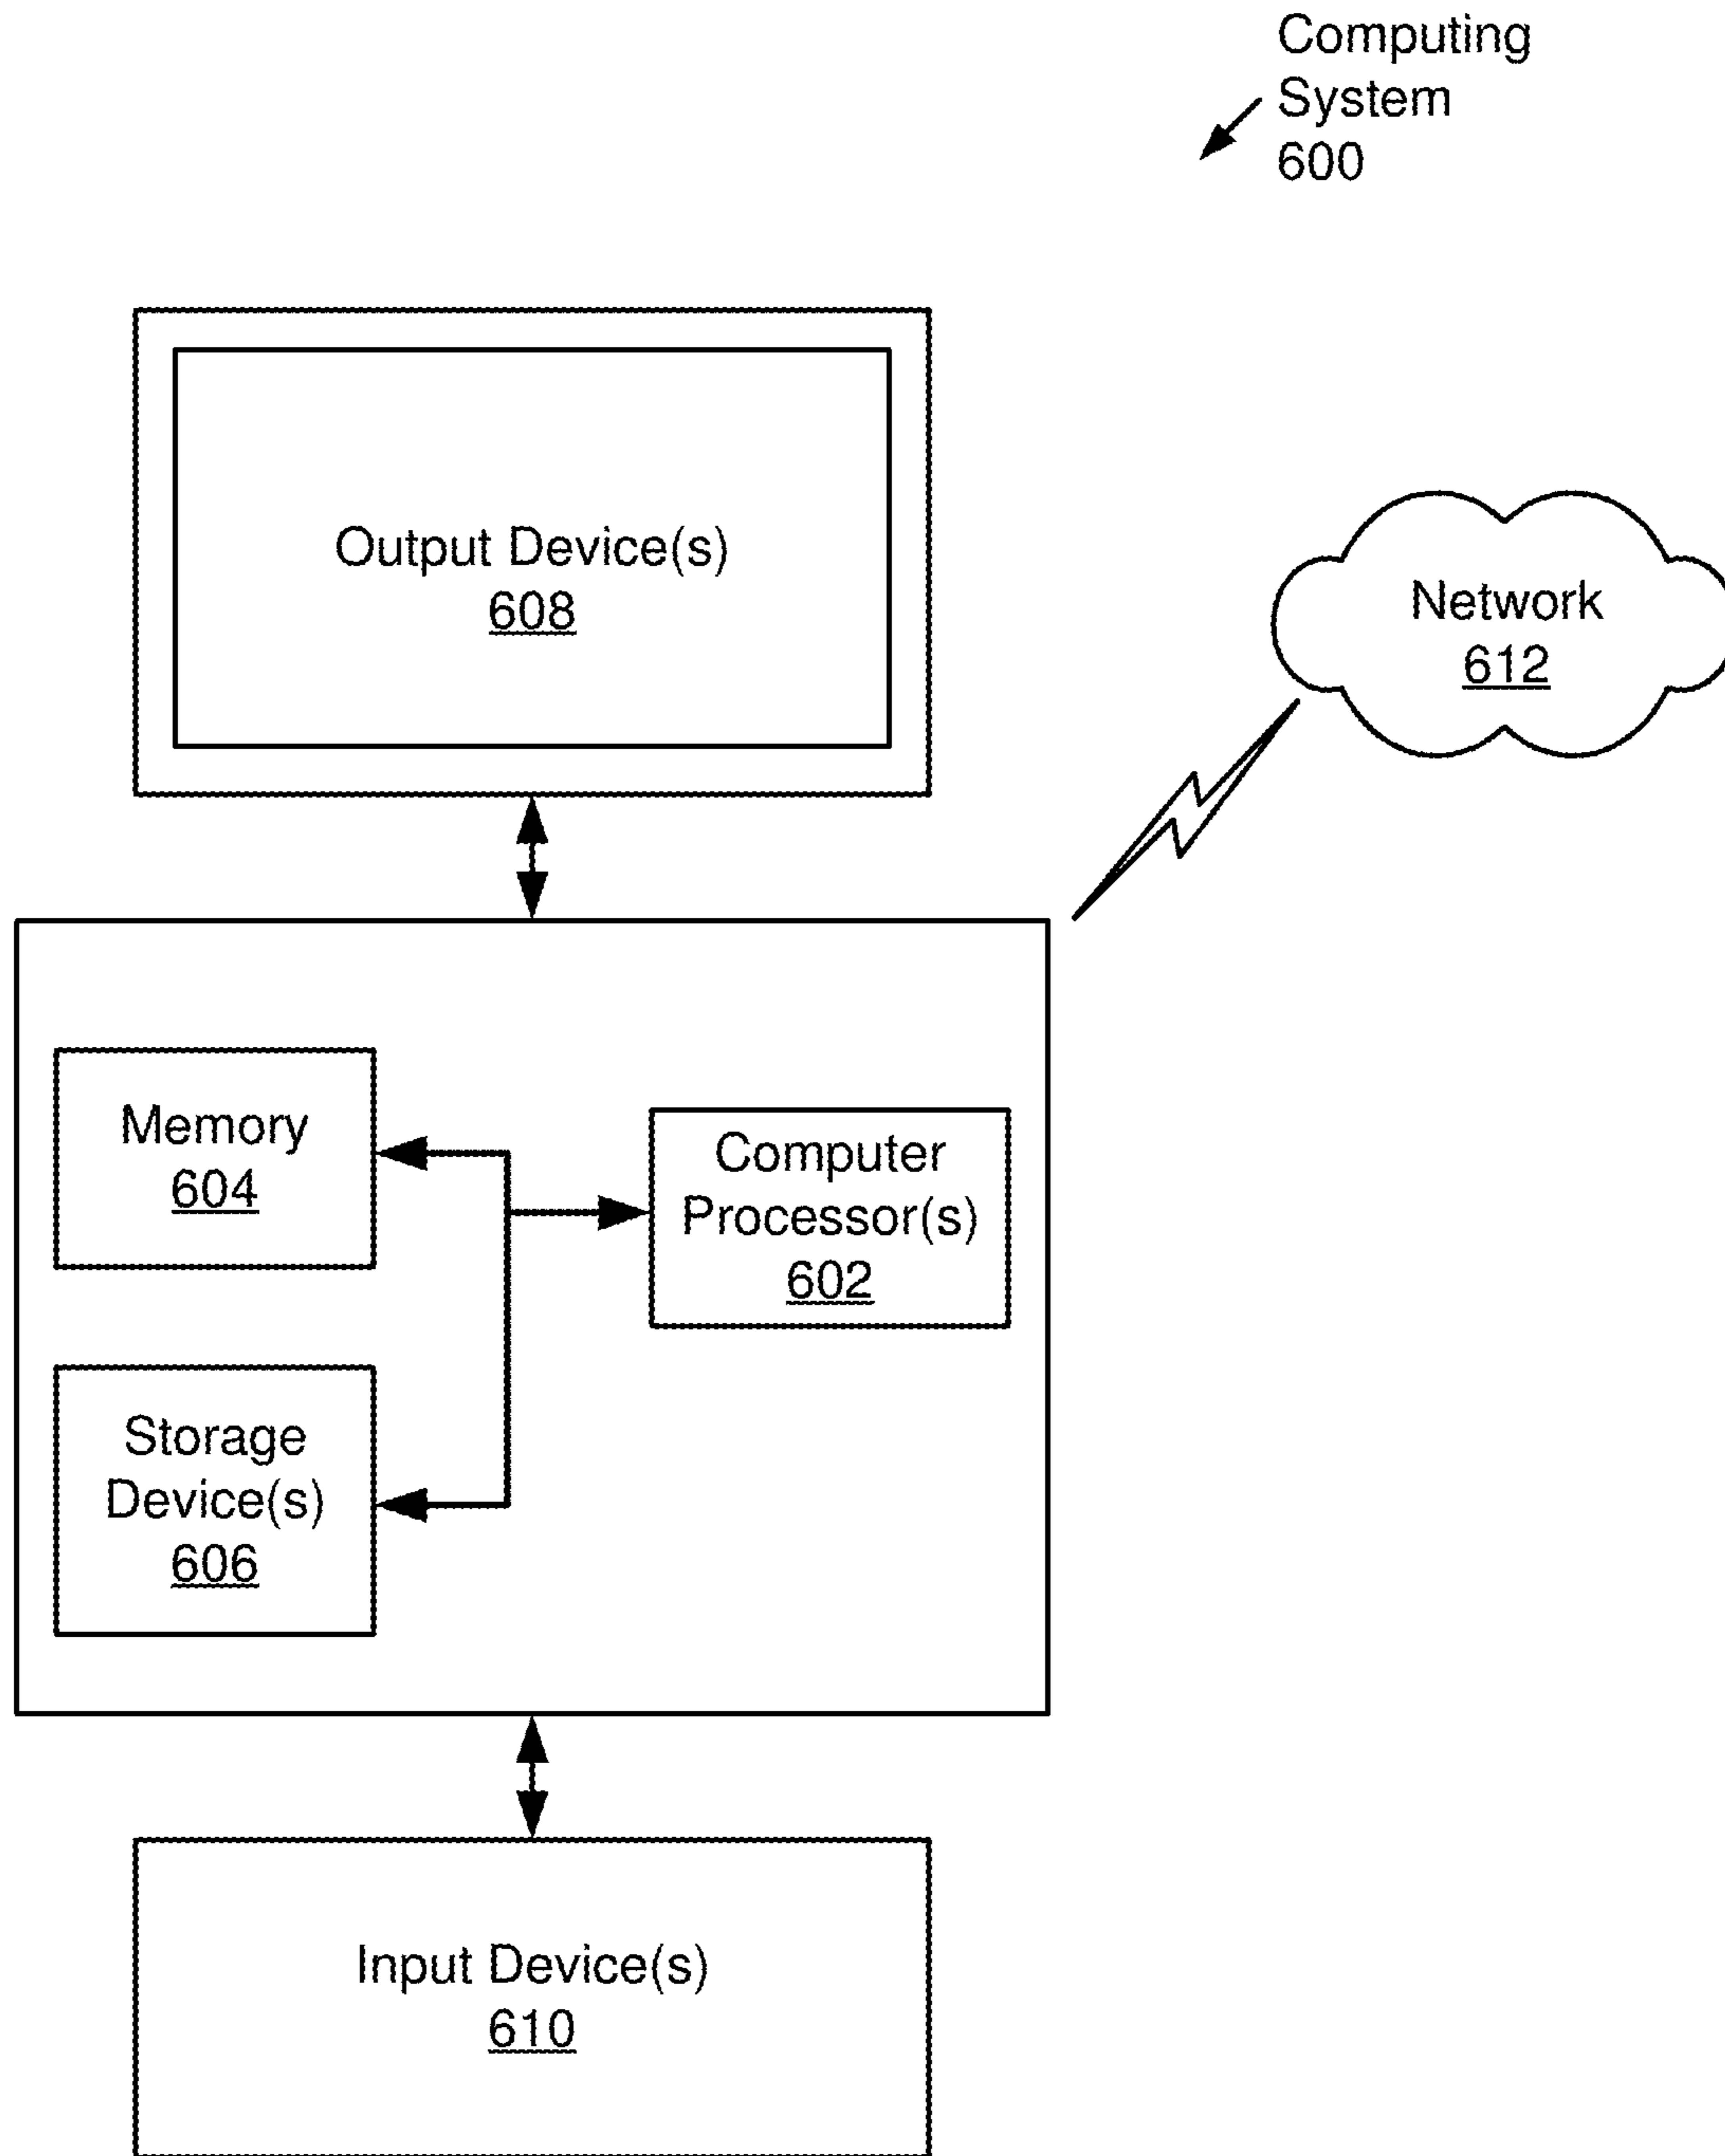 Computing
System
600
Output Device(s)
608
Network
612
Memory
604
Computer
Processor(s)
602
Storage
Device(s)
606
Input Device(s)
610